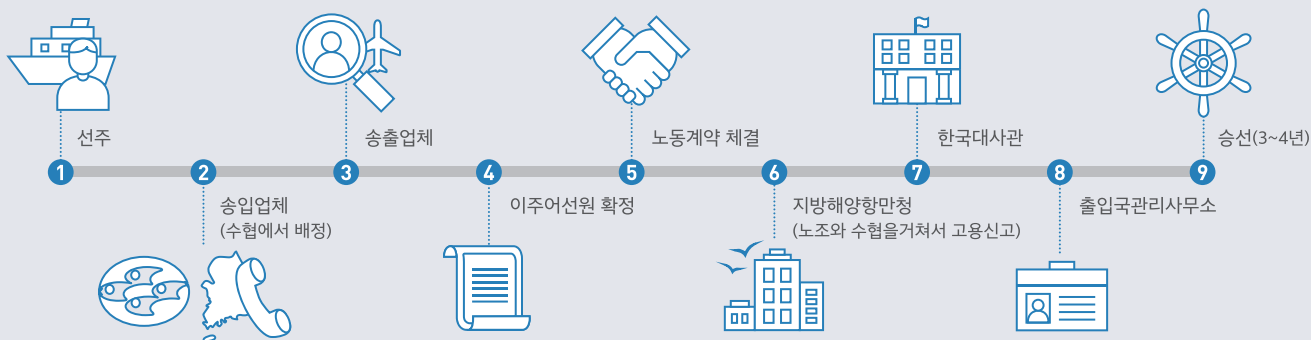 1 선주
2 송입업체
(수협에서 배정)
3 송출업체
4 이주어선원 확정
5 노동계약 체결
6 지방해양항만청
(노조와 수협을거쳐서 고용신고)
7 한국대사관
8 출입국관리사무소
9 승선(3~4년)